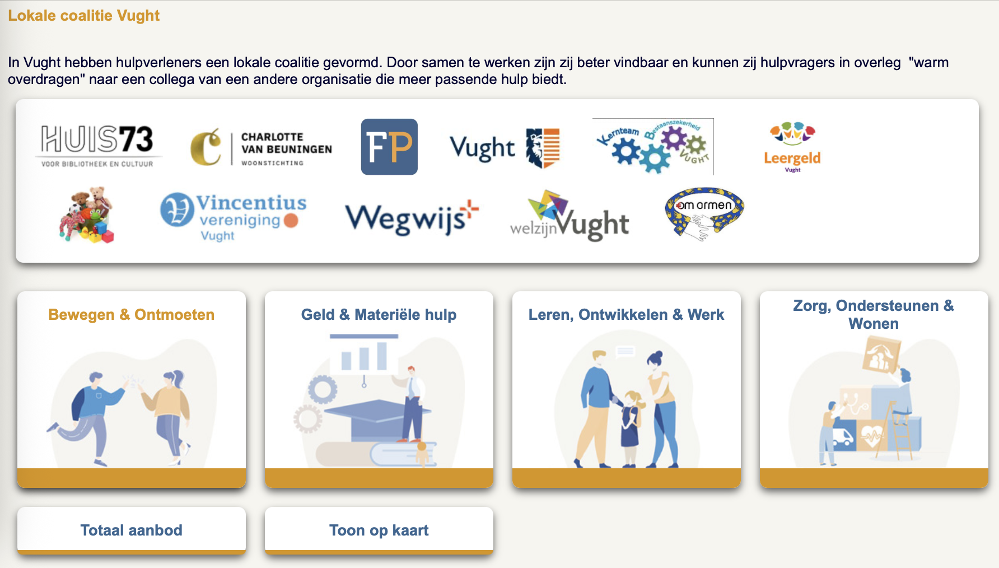 Lokale coalitie Vught
In Vught hebben hulpverleners een lokale coalitie gevormd. Door samen te werken zijn zij beter vindbaar en kunnen zij hulpvragers in overleg "warm
overdragen" naar een collega van een andere organisatie die meer passende hulp biedt.
HUIS73
VOOR BIBLIOTHEEK EN CULTUUR
CHARLOTTE
VAN BEUNINGEN
WOONSTICHTING
FP
Vught
Kernteam
Bestaanszekerheid
VUGHT
Leergeld
Vught
Vincentius
vereniging
Vught
Wegwijs+
welzijnVught
€om armen
Bewegen & Ontmoeten
Geld & Materiële hulp
Leren, Ontwikkelen & Werk
Zorg, Ondersteunen &
Wonen
Totaal aanbod
Toon op kaart